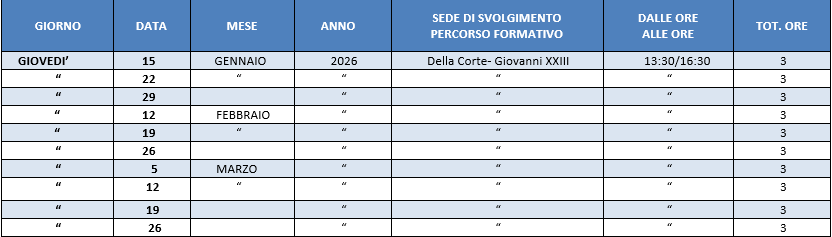 GIORNO DATA MESE ANNO SEDE DI SVOLGIMENTO PERCORSO FORMATIVO DALLE ORE ALLE ORE TOT. ORE
GIOVEDI’ 15 GENNAIO 2026 Della Corte- Giovanni XXIII 13:30/16:30 3
“ 22 “ “ “ “ 3
“ 29 “ “ “ 3
“ 12 FEBBRAIO “ “ “ 3
“ 19 “ “ “ “ 3
“ 26 “ “ “ 3
“ 5 MARZO “ “ “ 3
“ 12 “ “ “ “ 3
“ 19 “ “ “ 3
“ 26 “ “ “ 3